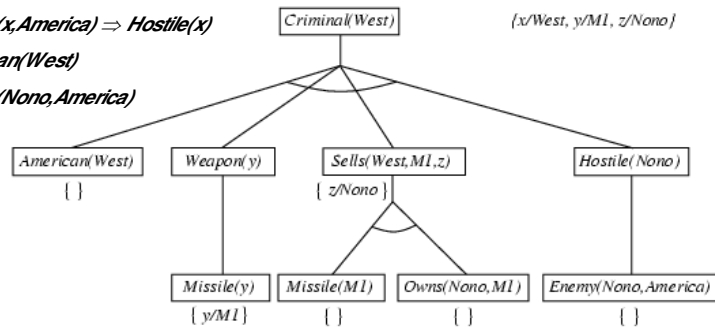 (x,America) ⇒ Hostile(x)
an(West)
(Nono,America)
Criminal(West)
{x/West, y/M1, z/Nono}
American(West)
Weapon(y)
Sells(West,M1,z)
Hostile(Nono)
{ }
{ z/Nono }
Missile(y)
Missile(M1)
Owns(Nono,M1)
Enemy(Nono,America)
{ y/M1 }
{ }
{ }
{ }